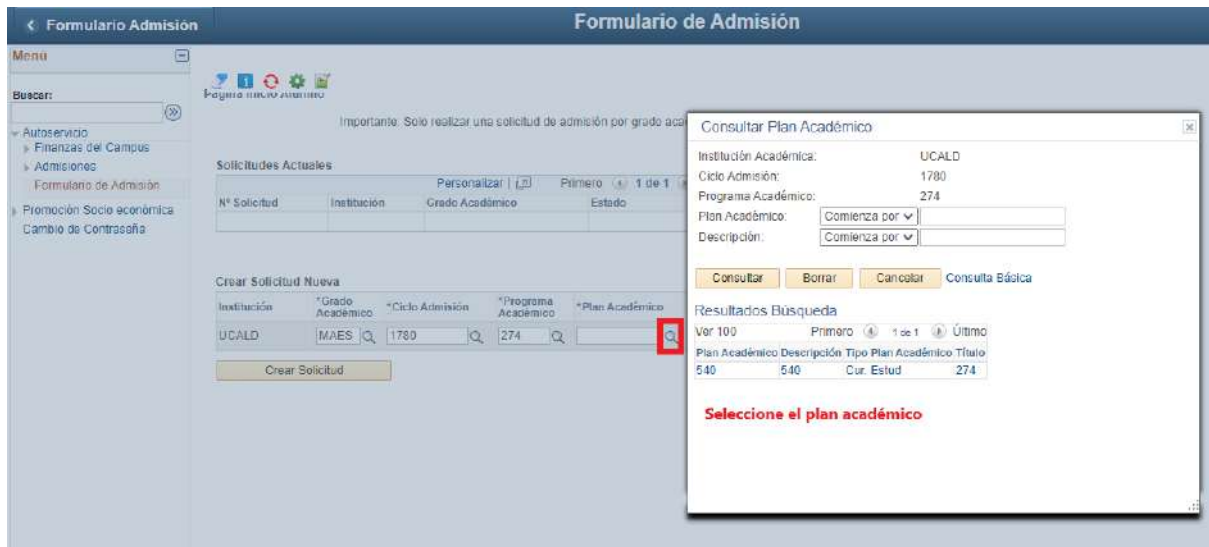 Formulario Admisión
Formulario de Admisión
Menú
Buscar:
Autoservicio
Finanzas del Campus
Admisiones
Formulario de Admisión
Promoción Socio económica
Cambio de Contraseña
Página Inicio Alumno
Importante: Solo realizar una solicitud de admisión por grado aca
Solicitudes Actuales
Personalizar | Primero 1 de 1
Nº Solicitud Institución Grado Académico Estado
Crear Solicitud Nueva
Institución *Grado Académico *Ciclo Admisión *Programa Académico *Plan Académico
UCALD MAES 1780 274
Crear Solicitud
Consultar Plan Académico
Institución Académica: UCALD
Ciclo Admisión: 1780
Programa Académico: 274
Plan Académico: Comienza por
Descripción: Comienza por
Consultar Borrar Cancelar Consulta Básica
Resultados Búsqueda
Ver 100 Primero 1 de 1 Último
Plan Académico Descripción Tipo Plan Académico Título
540 540 Cur. Estud 274
Seleccione el plan académico